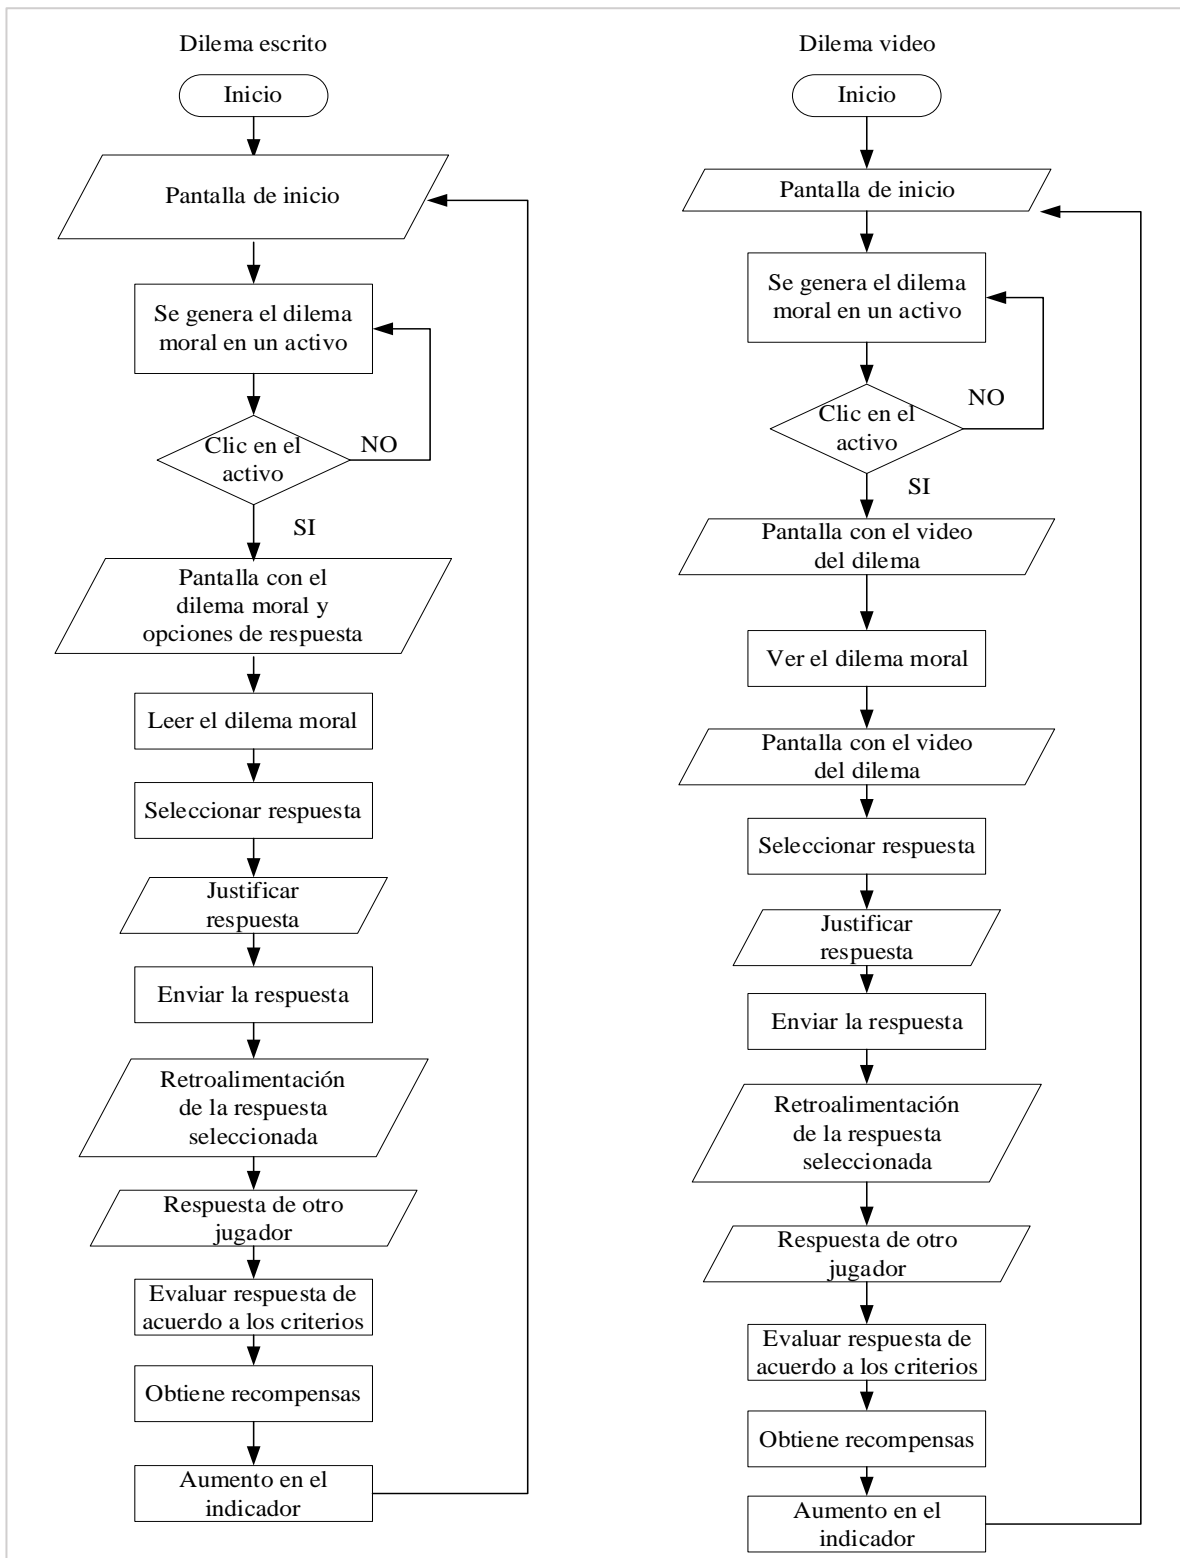 Dilema escrito
Inicio
Pantalla de inicio
Se genera el dilema
moral en un activo
Clic en el
activo
NO
SI
Pantalla con el
dilema moral y
opciones de respuesta
Leer el dilema moral
Seleccionar respuesta
Justificar
respuesta
Enviar la respuesta
Retroalimentación
de la respuesta
seleccionada
Respuesta de otro
jugador
Evaluar respuesta de
acuerdo a los criterios
Obtiene recompensas
Aumento en el
indicador
Dilema video
Inicio
Pantalla de inicio
Se genera el dilema
moral en un activo
Clic en el
activo
NO
SI
Pantalla con el video
del dilema
Ver el dilema moral
Pantalla con el video
del dilema
Seleccionar respuesta
Justificar
respuesta
Enviar la respuesta
Retroalimentación
de la respuesta
seleccionada
Respuesta de otro
jugador
Evaluar respuesta de
acuerdo a los criterios
Obtiene recompensas
Aumento en el
indicador